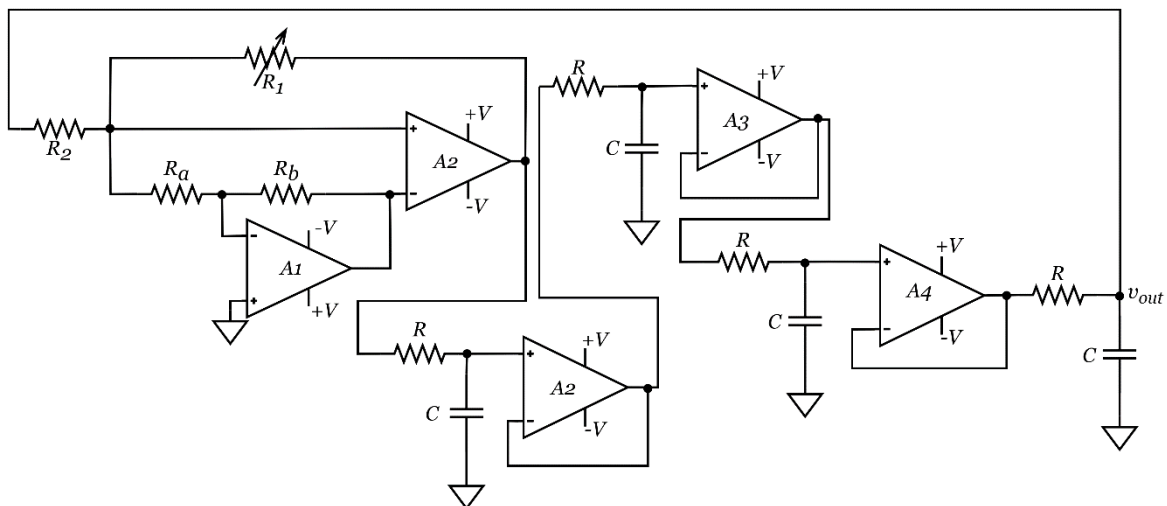 R1
R2
Ra
Rb
+
-
A2
+V
-V
-
+
A1
-V
+V
R
C
+
-
A2
+V
-V
R
C
+
-
A3
+V
-V
R
C
+
-
A4
+V
-V
R
vout
C